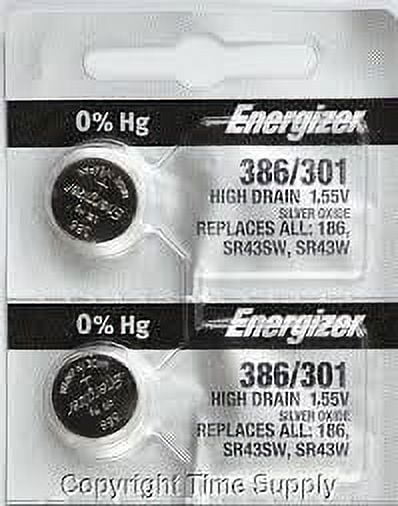 0% Hg
Energizer
386/301
HIGH DRAIN 1.55V
SILVER OXIDE
REPLACES ALL: 186,
SR43SW, SR43W
0% Hg
Energizer
386/301
HIGH DRAIN 1.55V
SILVER OXIDE
REPLACES ALL: 186,
SR43SW, SR43W
Copyright Time Supply